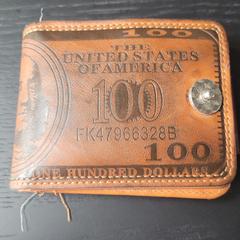 100
THE
UNITED STATES
OF AMERICA
100
FK47966328B
100
ONE HUNDRED DOLLARS